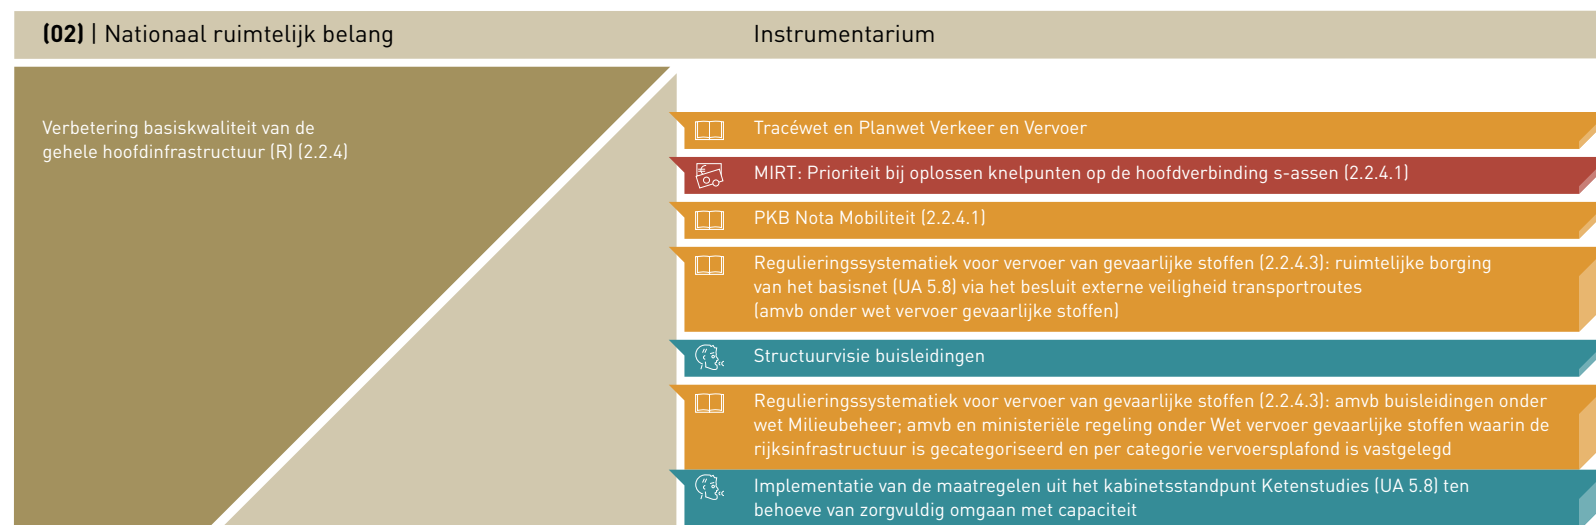 (02) | Nationaal ruimtelijk belang
Instrumentarium
Verbetering basiskwaliteit van de
gehele hoofdinfrastructuur (R) (2.2.4)
Tracéwet en Planwet Verkeer en Vervoer
MIRT: Prioriteit bij oplossen knelpunten op de hoofdverbinding s-assen (2.2.4.1)
PKB Nota Mobiliteit (2.2.4.1)
Regulieringssystematiek voor vervoer van gevaarlijke stoffen (2.2.4.3): ruimtelijke borging
van het basisnet (UA 5.8) via het besluit externe veiligheid transportroutes
(amvb onder wet vervoer gevaarlijke stoffen)
Structuurvisie buisleidingen
Regulieringssystematiek voor vervoer van gevaarlijke stoffen (2.2.4.3): amvb buisleidingen onder
wet Milieubeheer; amvb en ministeriële regeling onder Wet vervoer gevaarlijke stoffen waarin de
rijksinfrastructuur is gecategoriseerd en per categorie vervoersplafond is vastgelegd
Implementatie van de maatregelen uit het kabinetsstandpunt Ketenstudies (UA 5.8) ten
behoeve van zorgvuldig omgaan met capaciteit